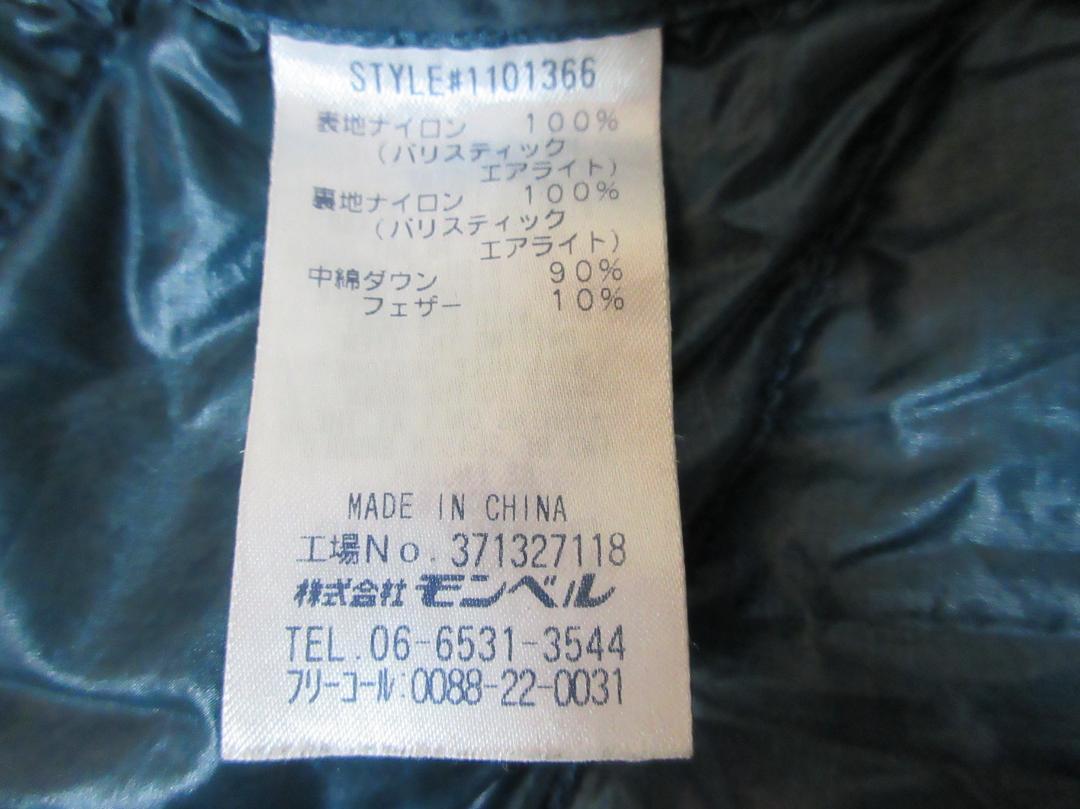 STYLE#1101366
表地ナイロン 100%
(バリスティック
エアライト)
裏地ナイロン 100%
(バリスティック
エアライト)
中綿ダウン 90%
フェザー 10%
MADE IN CHINA
工場No.371327118
株式会社モンベル
TEL.06-6531-3544
フリーコール:0088-22-0031